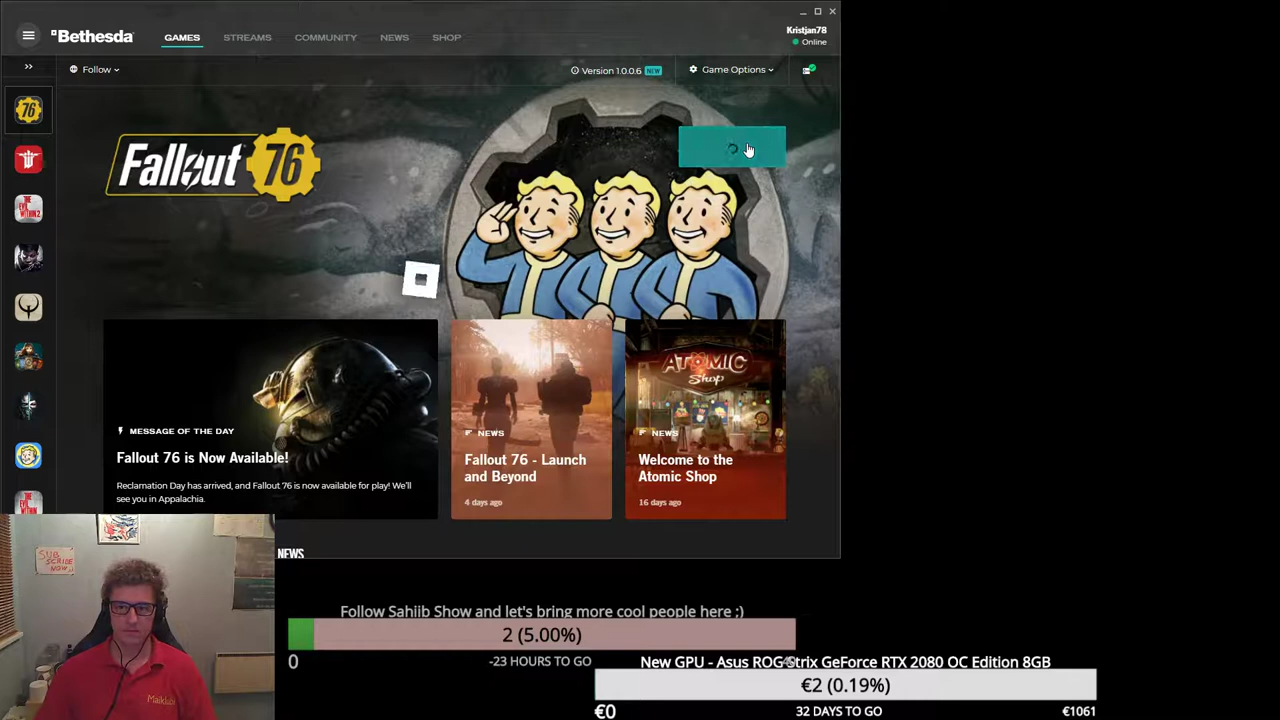 Bethesda
GAMES
STREAMS
COMMUNITY
NEWS
SHOP
Kristjan78
Online
Follow
Version 1.0.0.6 NEW
Game Options
76
Fallout 76
MESSAGE OF THE DAY
Fallout 76 is Now Available!
Reclamation Day has arrived, and Fallout 76 is now available for play! We'll
see you in Appalachia.
NEWS
Fallout 76 - Launch
and Beyond
4 days ago
ATOMIC
Shop
NEWS
Welcome to the
Atomic Shop
16 days ago
NEWS
SUB
SCRIBE
NOW
Follow Sahiib Show and let's bring more cool people here ;)
2 (5.00%)
0
-23 HOURS TO GO
New GPU - Asus ROG Strix GeForce RTX 2080 OC Edition 8GB
€2 (0.19%)
€0
32 DAYS TO GO
€1061